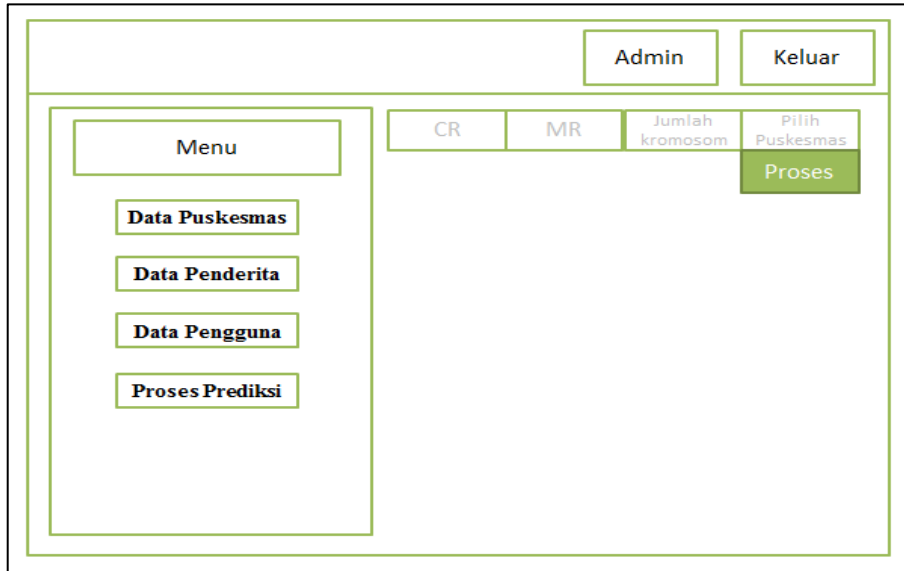 Admin
Keluar
Menu
Data Puskesmas
Data Penderita
Data Pengguna
Proses Prediksi
CR
MR
Jumlah
kromosom
Pilih
Puskesmas
Proses